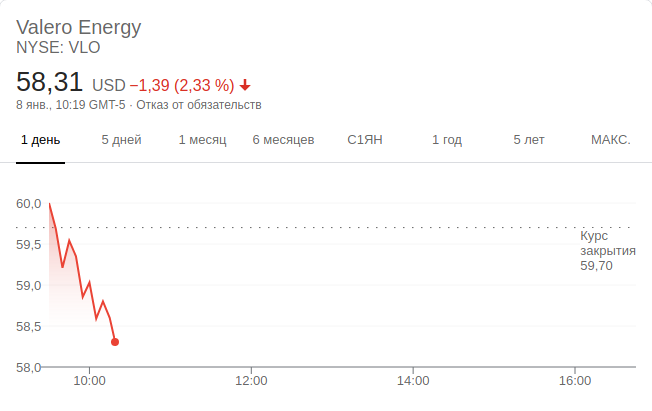 Valero Energy
NYSE: VLO
58,31 USD −1,39 (2,33 %)
8 янв., 10:19 GMT-5 · Отказ от обязательств
1 день 5 дней 1 месяц 6 месяцев С1ЯН 1 год 5 лет МАКС.
60,0
59,5
59,0
58,5
58,0
Курс
закрытия
59,70
10:00 12:00 14:00 16:00